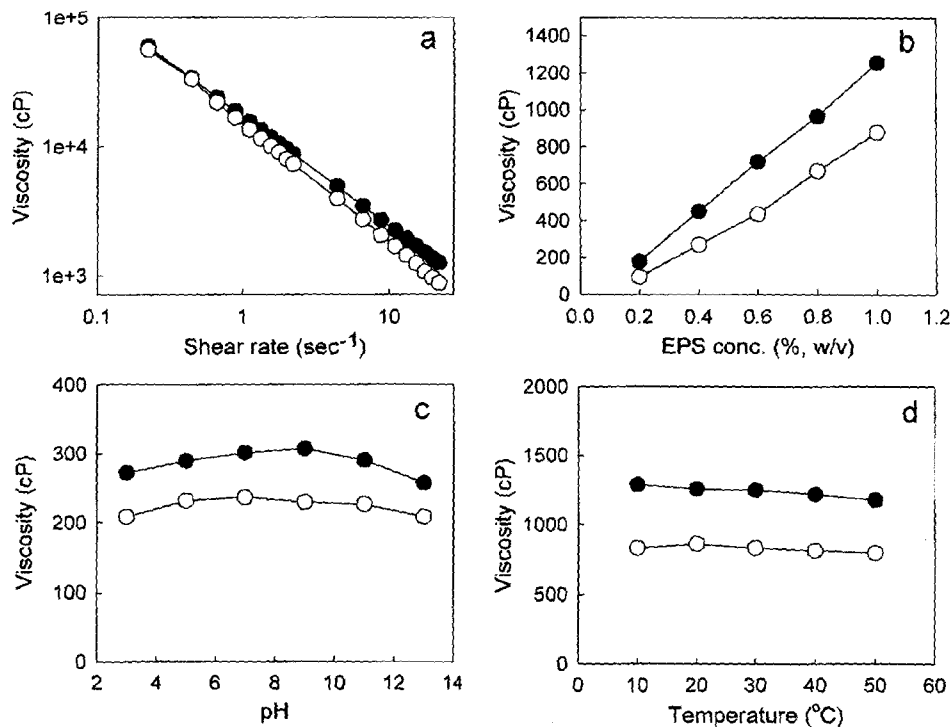 a
1e+5
1e+4
1e+3
Viscosity (cP)
0.1 1 10
Shear rate (sec⁻¹)
b
1400
1200
1000
800
600
400
200
0
Viscosity (cP)
0.0 0.2 0.4 0.6 0.8 1.0 1.2
EPS conc. (%, w/v)
c
400
300
200
100
0
Viscosity (cP)
2 4 6 8 10 12 14
pH
d
2000
1500
1000
500
0
Viscosity (cP)
0 10 20 30 40 50 60
Temperature (°C)